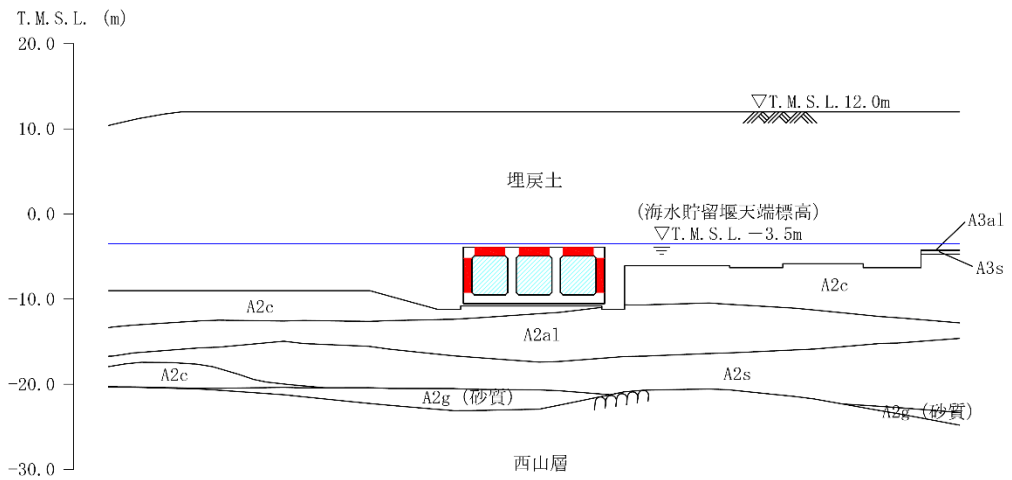 T.M.S.L. (m)
20.0
▽T.M.S.L.12.0m
10.0
埋戻土
0.0
(海水貯留堰天端標高)
▽T.M.S.L.－3.5m
A3al
A3s
-10.0
A2c
A2c
A2al
A2c
A2s
-20.0
A2g (砂質)
A2g (砂質)
西山層
-30.0